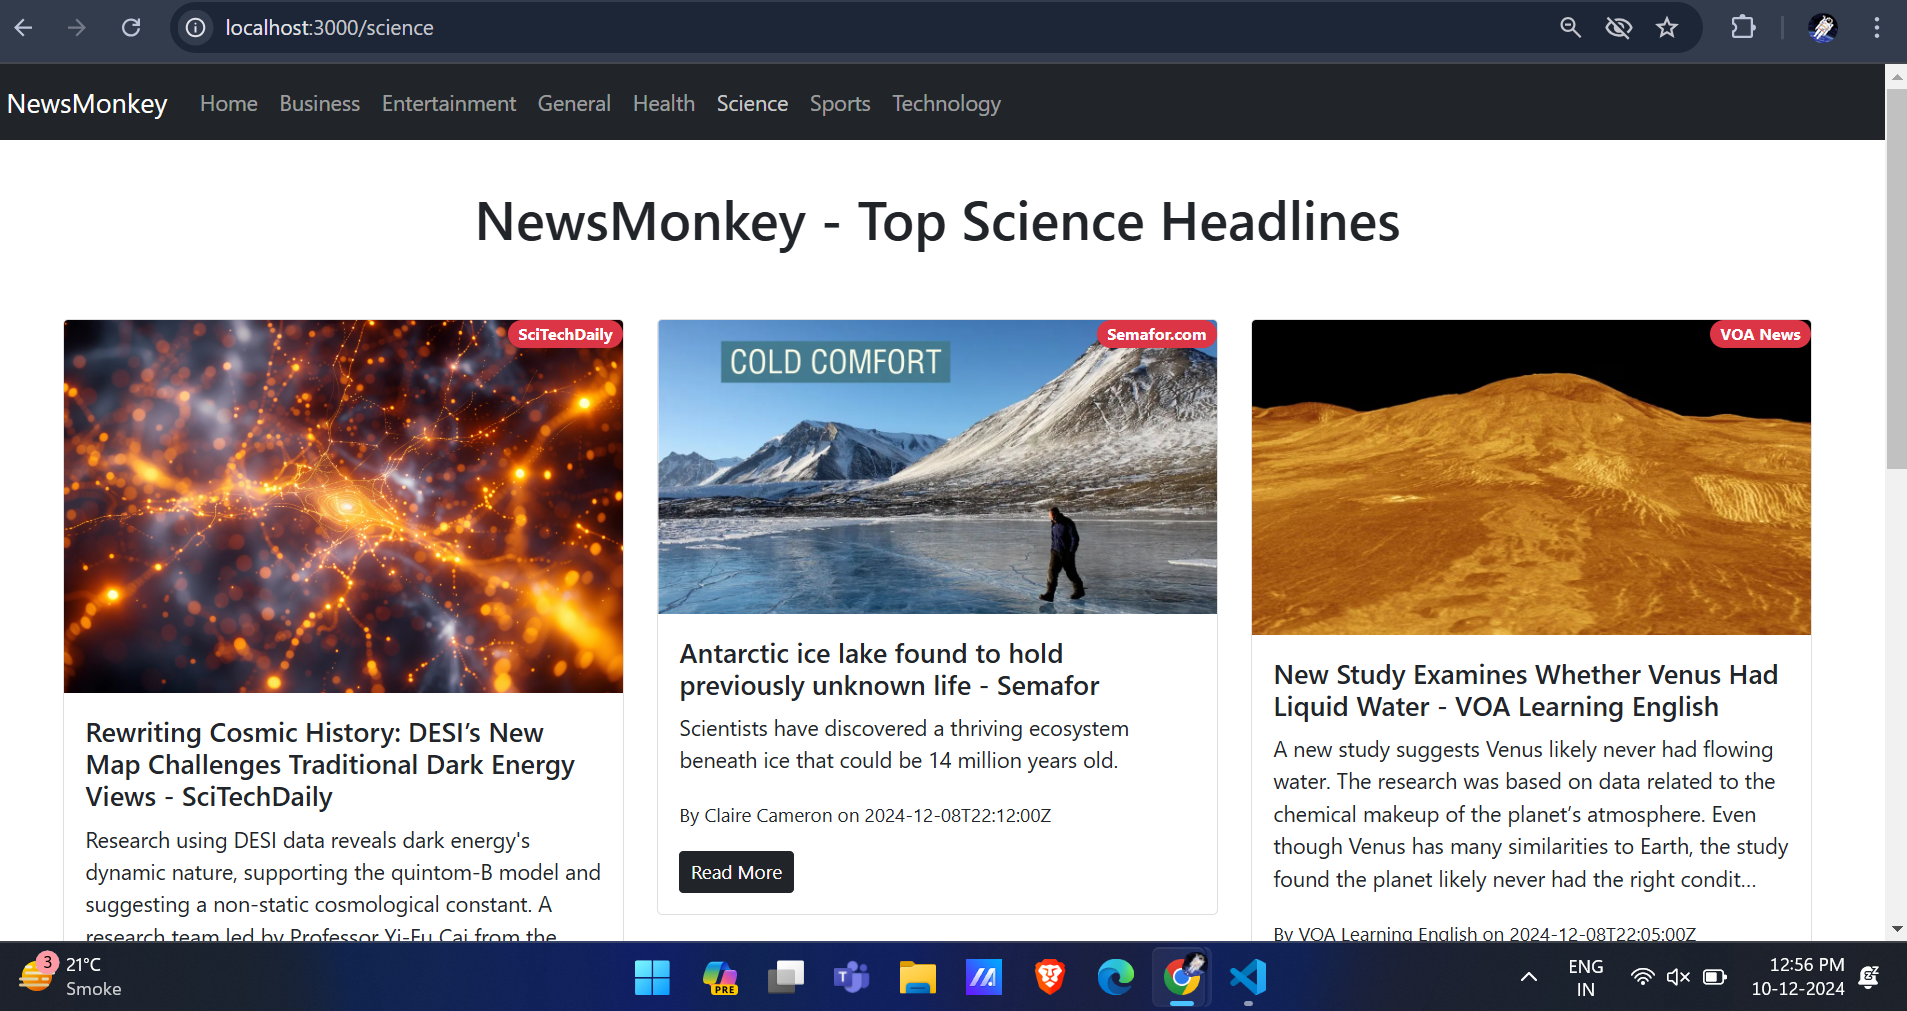 localhost:3000/science
NewsMonkey Home Business Entertainment General Health Science Sports Technology
NewsMonkey - Top Science Headlines
SciTechDaily
Rewriting Cosmic History: DESI’s New
Map Challenges Traditional Dark Energy
Views - SciTechDaily
Research using DESI data reveals dark energy's
dynamic nature, supporting the quintom-B model and
suggesting a non-static cosmological constant. A
research team led by Professor Yi-Fu Cai from the
Semafor.com
COLD COMFORT
Antarctic ice lake found to hold
previously unknown life - Semafor
Scientists have discovered a thriving ecosystem
beneath ice that could be 14 million years old.
By Claire Cameron on 2024-12-08T22:12:00Z
Read More
VOA News
New Study Examines Whether Venus Had
Liquid Water - VOA Learning English
A new study suggests Venus likely never had flowing
water. The research was based on data related to the
chemical makeup of the planet’s atmosphere. Even
though Venus has many similarities to Earth, the study
found the planet likely never had the right condit...
By VOA Learning English on 2024-12-08T22:05:00Z
3
21°C
Smoke
PRE
ENG
IN
12:56 PM
10-12-2024